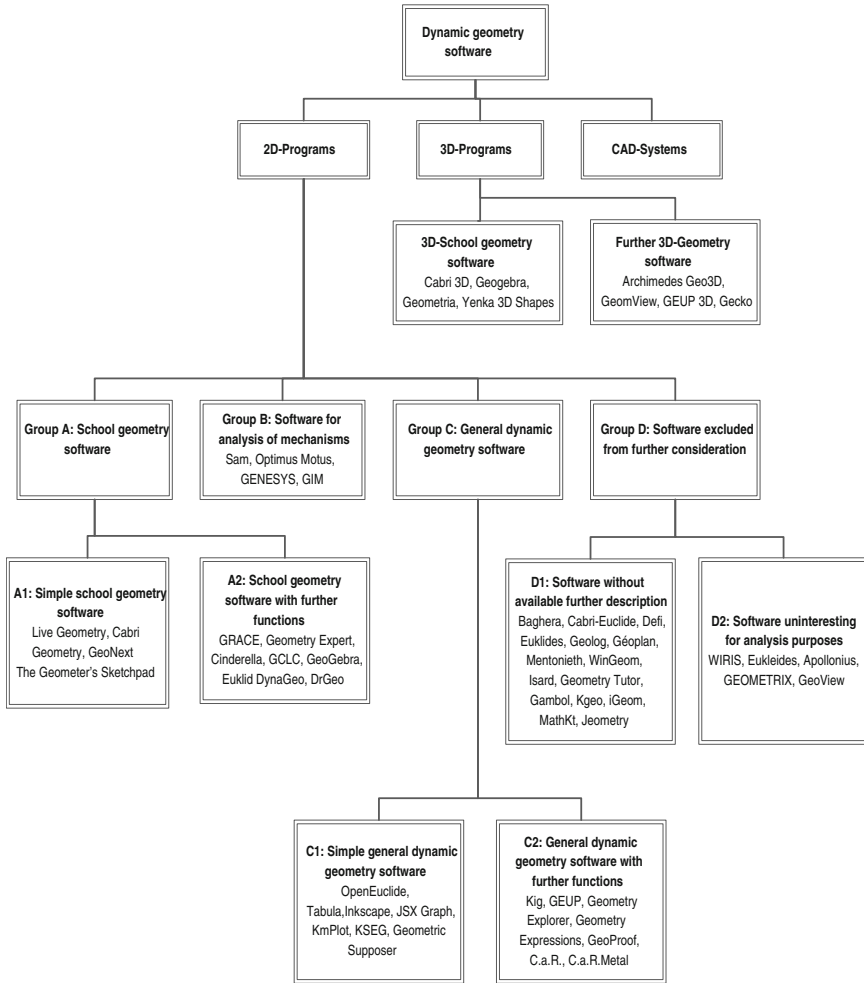 Dynamic geometry
software
2D-Programs
3D-Programs
CAD-Systems
3D-School geometry
software
Cabri 3D, Geogebra,
Geometria, Yenka 3D Shapes
Further 3D-Geometry
software
Archimedes Geo3D,
GeomView, GEUP 3D, Gecko
Group A: School geometry
software
Group B: Software for
analysis of mechanisms
Sam, Optimus Motus,
GENESYS, GIM
Group C: General dynamic
geometry software
Group D: Software excluded
from further consideration
A1: Simple school geometry
software
Live Geometry, Cabri
Geometry, GeoNext
The Geometer's Sketchpad
A2: School geometry
software with further
functions
GRACE, Geometry Expert,
Cinderella, GCLC, GeoGebra,
Euklid DynaGeo, DrGeo
D1: Software without
available further description
Baghera, Cabri-Euclide, Defi,
Euklides, Geolog, Géoplan,
Mentonieth, WinGeom,
Isard, Geometry Tutor,
Gambol, Kgeo, iGeom,
MathKt, Jeometry
D2: Software uninteresting
for analysis purposes
WIRIS, Eukleides, Apollonius,
GEOMETRIX, GeoView
C1: Simple general dynamic
geometry software
OpenEuclide,
Tabula,Inkscape, JSX Graph,
KmPlot, KSEG, Geometric
Supposer
C2: General dynamic
geometry software with
further functions
Kig, GEUP, Geometry
Explorer, Geometry
Expressions, GeoProof,
C.a.R., C.a.R.Metal